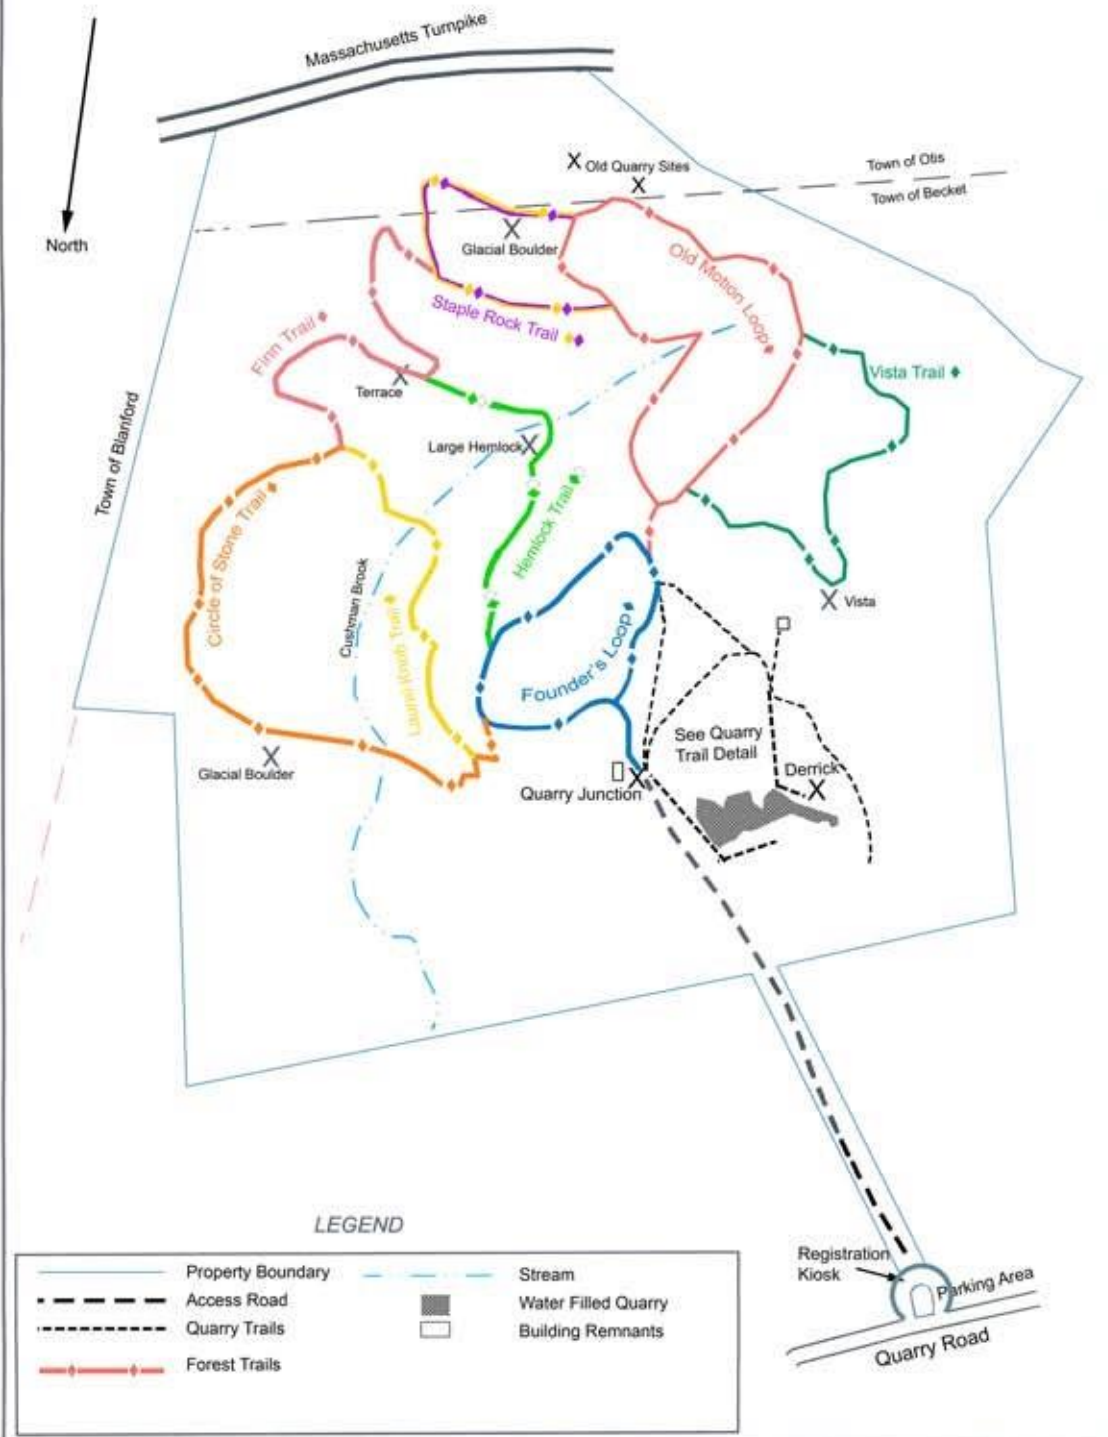 Massachusetts Turnpike
North
Old Quarry Sites
Town of Otis
Town of Becket
Glacial Boulder
Old Motion Loop
Staple Rock Trail
Finn Trail
Vista Trail
Terrace
Town of Blanford
Large Hemlock
Hemlock Trail
Circle of Stone Trail
Cushman Brook
Laurie Knob Trail
Founder's Loop
Vista
See Quarry
Trail Detail
Derrick
Glacial Boulder
Quarry Junction
Registration
Kiosk
Parking Area
Quarry Road
LEGEND
Property Boundary
Access Road
Quarry Trails
Forest Trails
Stream
Water Filled Quarry
Building Remnants